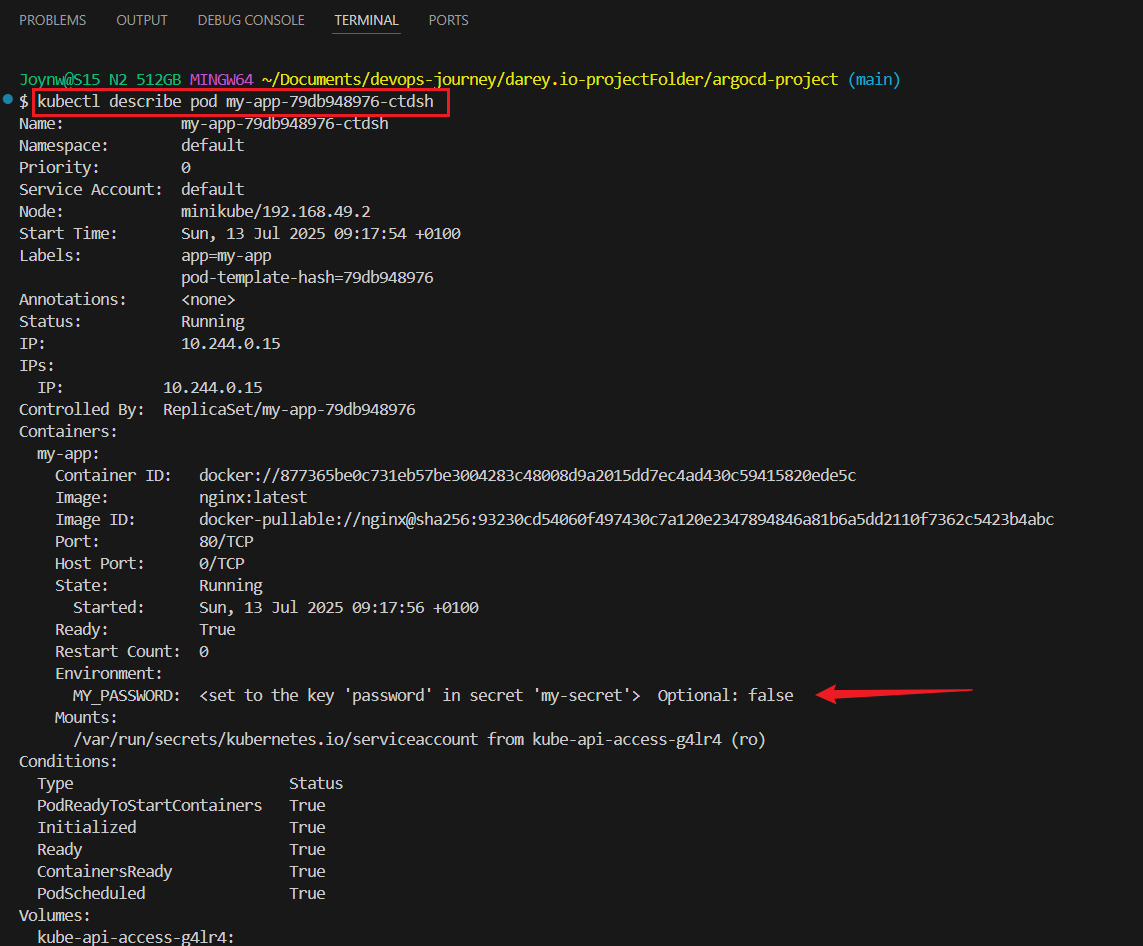 PROBLEMS OUTPUT DEBUG CONSOLE TERMINAL PORTS
Joynw@S15 N2 512GB MINGW64 ~/Documents/devops-journey/darey.io-projectFolder/argocd-project (main)
$ kubectl describe pod my-app-79db948976-ctdsh
Name:             my-app-79db948976-ctdsh
Namespace:        default
Priority:         0
Service Account:  default
Node:             minikube/192.168.49.2
Start Time:       Sun, 13 Jul 2025 09:17:54 +0100
Labels:           app=my-app
                  pod-template-hash=79db948976
Annotations:      <none>
Status:           Running
IP:               10.244.0.15
IPs:
  IP:           10.244.0.15
Controlled By:  ReplicaSet/my-app-79db948976
Containers:
  my-app:
    Container ID:   docker://877365be0c731eb57be3004283c48008d9a2015dd7ec4ad430c59415820ede5c
    Image:          nginx:latest
    Image ID:       docker-pullable://nginx@sha256:93230cd54060f497430c7a120e2347894846a81b6a5dd2110f7362c5423b4abc
    Port:           80/TCP
    Host Port:      0/TCP
    State:          Running
      Started:      Sun, 13 Jul 2025 09:17:56 +0100
    Ready:          True
    Restart Count:  0
    Environment:
      MY_PASSWORD:  <set to the key 'password' in secret 'my-secret'>  Optional: false
    Mounts:
      /var/run/secrets/kubernetes.io/serviceaccount from kube-api-access-g4lr4 (ro)
Conditions:
  Type                        Status
  PodReadyToStartContainers   True
  Initialized                 True
  Ready                       True
  ContainersReady             True
  PodScheduled                True
Volumes:
  kube-api-access-g4lr4: